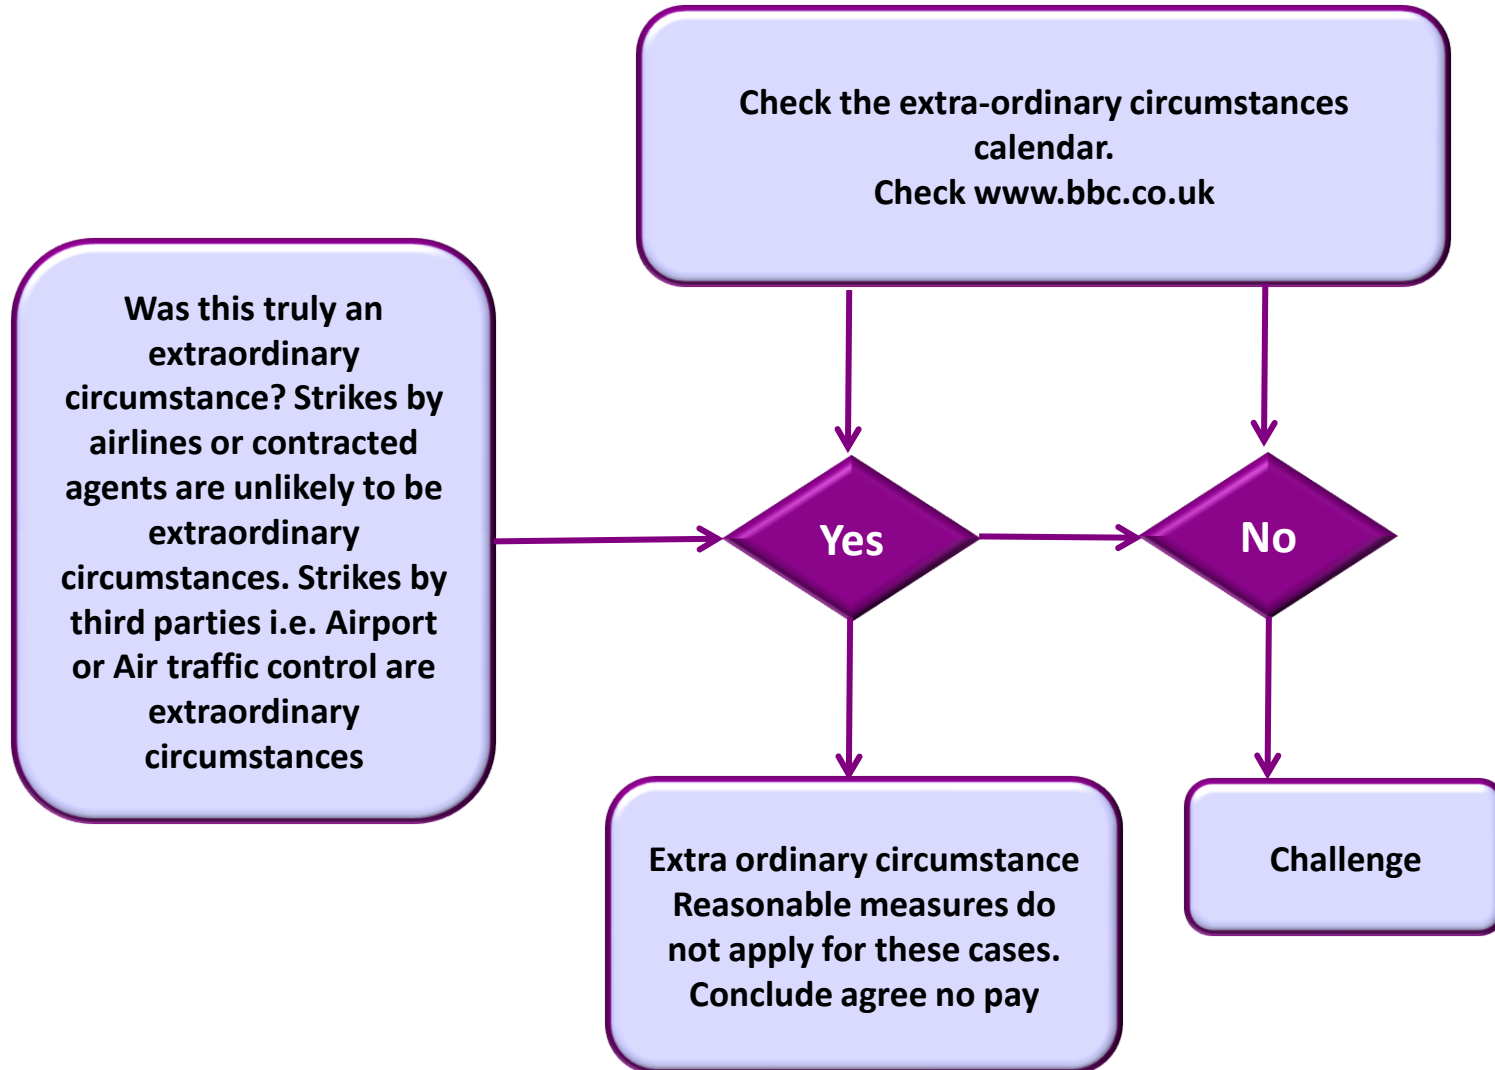 Check the extra-ordinary circumstances
calendar.
Check www.bbc.co.uk
Was this truly an
extraordinary
circumstance? Strikes by
airlines or contracted
agents are unlikely to be
extraordinary
circumstances. Strikes by
third parties i.e. Airport
or Air traffic control are
extraordinary
circumstances
Yes
No
Extra ordinary circumstance
Reasonable measures do
not apply for these cases.
Conclude agree no pay
Challenge